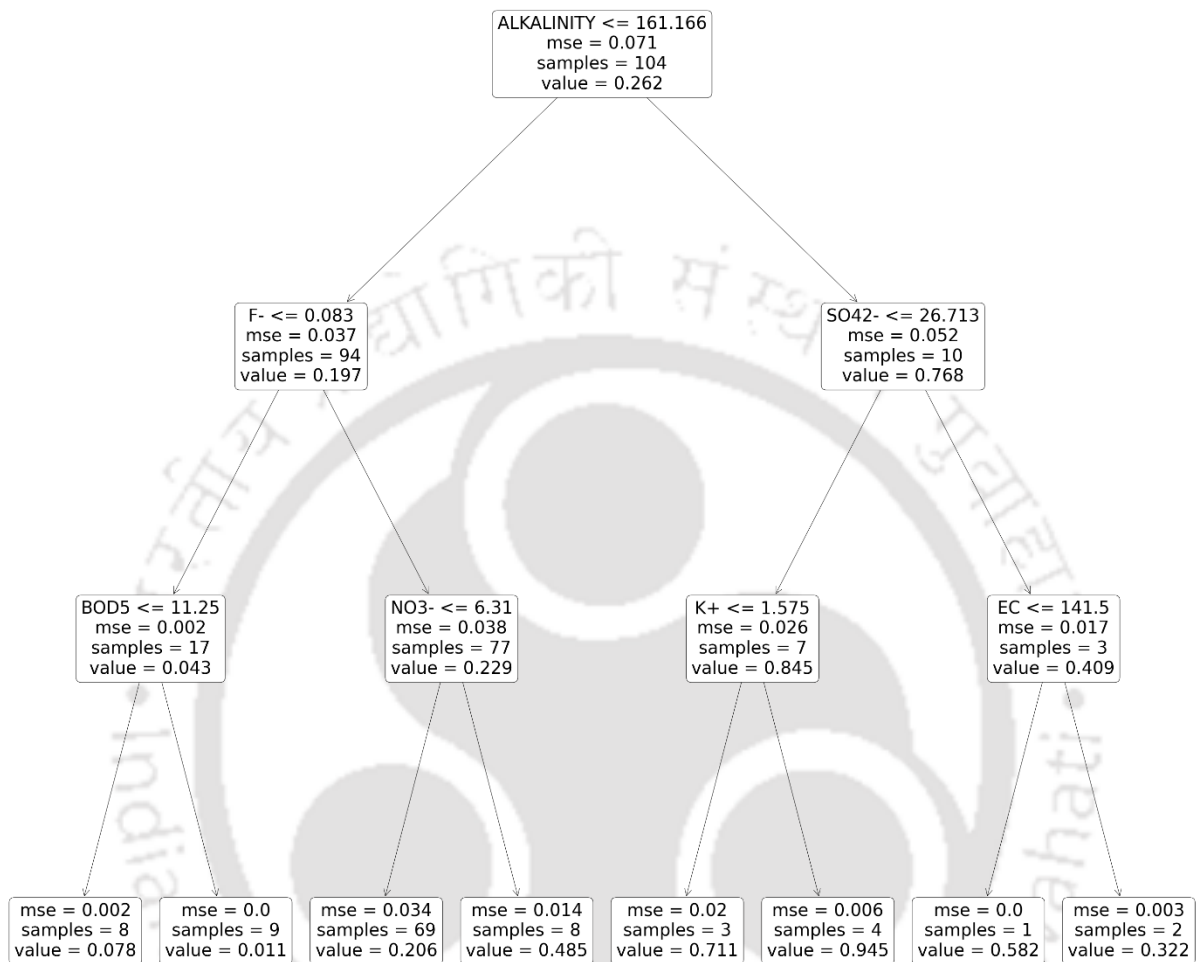 ALKALINITY <= 161.166
mse = 0.071
samples = 104
value = 0.262
F- <= 0.083
mse = 0.037
samples = 94
value = 0.197
SO42- <= 26.713
mse = 0.052
samples = 10
value = 0.768
BOD5 <= 11.25
mse = 0.002
samples = 17
value = 0.043
NO3- <= 6.31
mse = 0.038
samples = 77
value = 0.229
K+ <= 1.575
mse = 0.026
samples = 7
value = 0.845
EC <= 141.5
mse = 0.017
samples = 3
value = 0.409
mse = 0.002
samples = 8
value = 0.078
mse = 0.0
samples = 9
value = 0.011
mse = 0.034
samples = 69
value = 0.206
mse = 0.014
samples = 8
value = 0.485
mse = 0.02
samples = 3
value = 0.711
mse = 0.006
samples = 4
value = 0.945
mse = 0.0
samples = 1
value = 0.582
mse = 0.003
samples = 2
value = 0.322